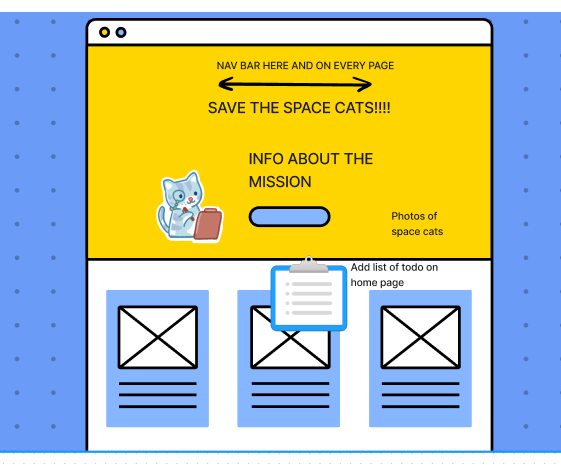 NAV BAR HERE AND ON EVERY PAGE
SAVE THE SPACE CATS!!!!
INFO ABOUT THE
MISSION
Photos of
space cats
Add list of todo on
home page